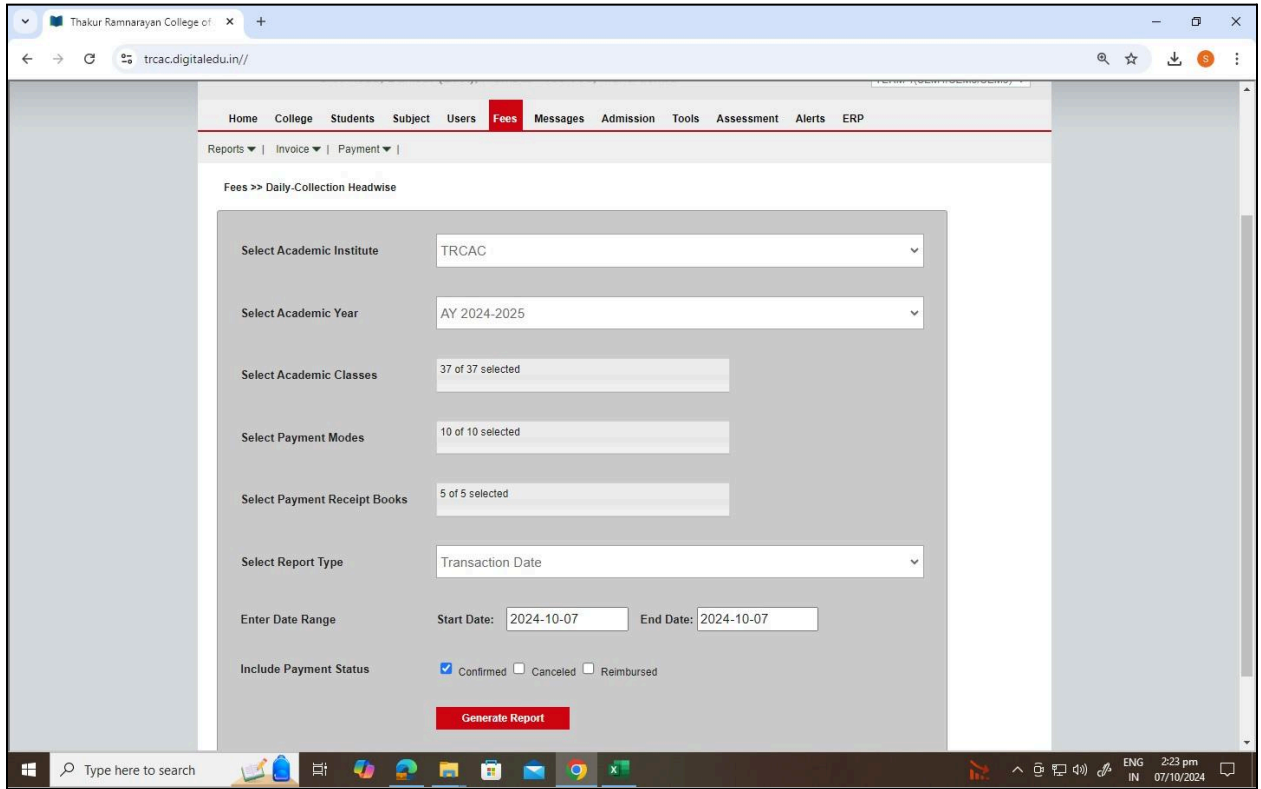 Thakur Ramnarayan College of
trcac.digitaledu.in//
S
Home College Students Subject Users Fees Messages Admission Tools Assessment Alerts ERP
Reports | Invoice | Payment |
Fees >> Daily-Collection Headwise
Select Academic Institute TRCAC
Select Academic Year AY 2024-2025
Select Academic Classes 37 of 37 selected
Select Payment Modes 10 of 10 selected
Select Payment Receipt Books 5 of 5 selected
Select Report Type Transaction Date
Enter Date Range Start Date: 2024-10-07 End Date: 2024-10-07
Include Payment Status Confirmed Canceled Reimbursed
Generate Report
Type here to search
ENG 2:23 pm
IN 07/10/2024